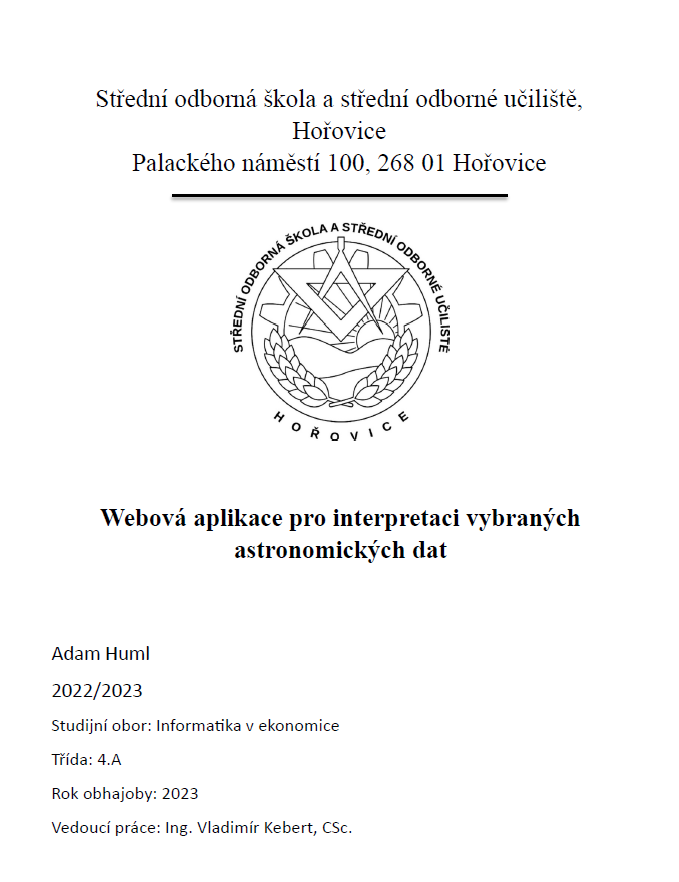 Střední odborná škola a střední odborné učiliště,
Hořovice
Palackého náměstí 100, 268 01 Hořovice
STŘEDNÍ ODBORNÁ ŠKOLA A STŘEDNÍ ODBORNÉ UČILIŠTĚ
HOŘOVICE
Webová aplikace pro interpretaci vybraných
astronomických dat
Adam Huml
2022/2023
Studijní obor: Informatika v ekonomice
Třída: 4.A
Rok obhajoby: 2023
Vedoucí práce: Ing. Vladimír Kebert, CSc.